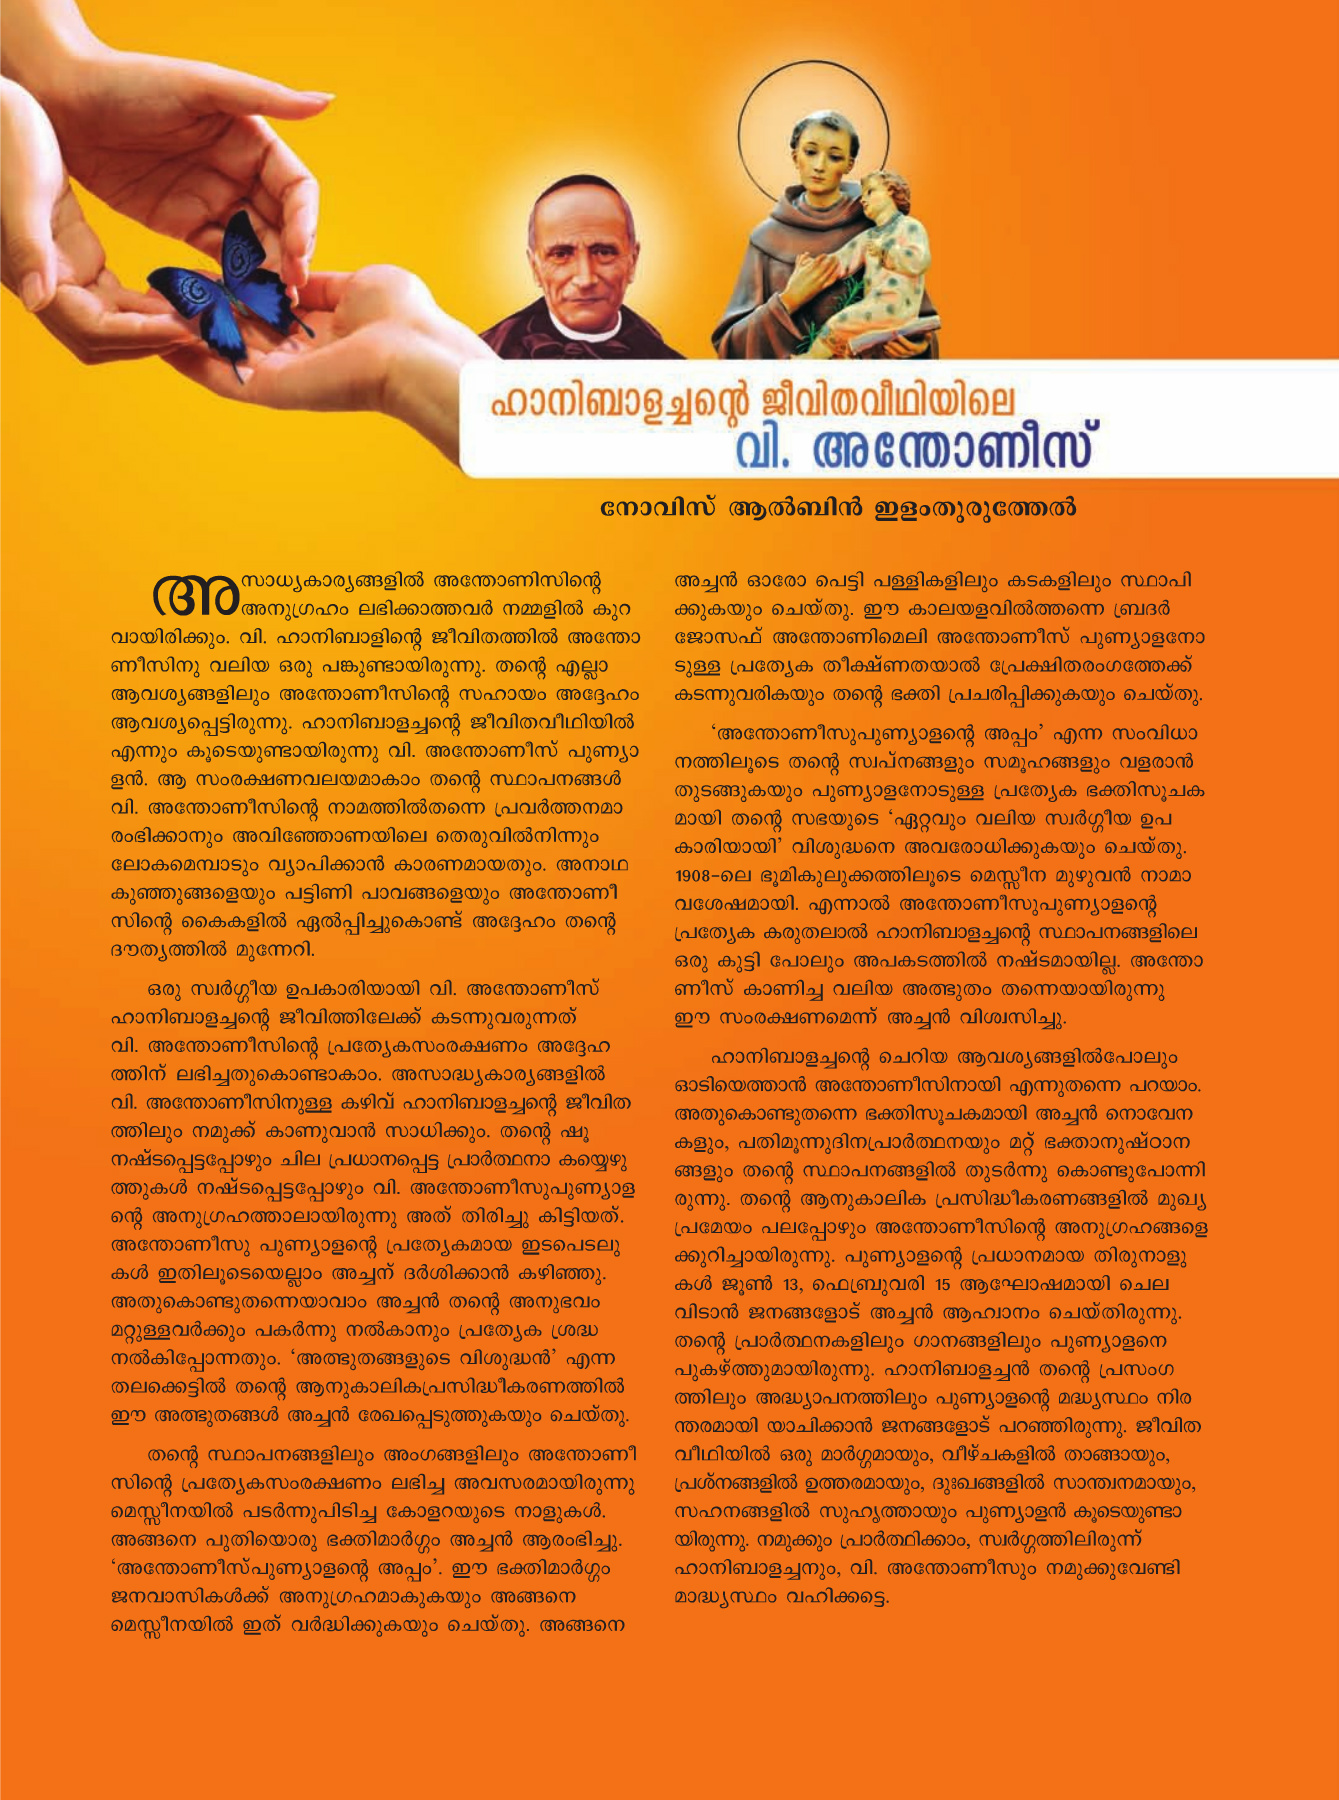 ഹാനിബാളച്ചന്റെ ജീവിതവീഥിയിലെ
വി. അന്തോണീസ്
നോവിസ് ആൽബിൻ ഇളംതുരുത്തേൽ
അസാധ്യകാര്യങ്ങളിൽ അന്തോണിസിന്റെ
അനുഗ്രഹം ലഭിക്കാത്തവർ നമ്മളിൽ കുറ
വായിരിക്കും. വി. ഹാനിബാളിന്റെ ജീവിതത്തിൽ അന്തോ
ണീസിനു വലിയ ഒരു പങ്കുണ്ടായിരുന്നു. തന്റെ എല്ലാ
ആവശ്യങ്ങളിലും അന്തോണീസിന്റെ സഹായം അദ്ദേഹം
ആവശ്യപ്പെട്ടിരുന്നു. ഹാനിബാളച്ചന്റെ ജീവിതവീഥിയിൽ
എന്നും കൂടെയുണ്ടായിരുന്നു വി. അന്തോണീസ് പുണ്യാ
ളൻ. ആ സംരക്ഷണവലയമാകാം തന്റെ സ്ഥാപനങ്ങൾ
വി. അന്തോണീസിന്റെ നാമത്തിൽതന്നെ പ്രവർത്തനമാ
രംഭിക്കാനും അവിഞ്ഞോണയിലെ തെരുവിൽനിന്നും
ലോകമെമ്പാടും വ്യാപിക്കാൻ കാരണമായതും. അനാഥ
കുഞ്ഞുങ്ങളെയും പട്ടിണി പാവങ്ങളെയും അന്തോണീ
സിന്റെ കൈകളിൽ ഏൽപ്പിച്ചുകൊണ്ട് അദ്ദേഹം തന്റെ
ദൗത്യത്തിൽ മുന്നേറി.
ഒരു സ്വർഗ്ഗീയ ഉപകാരിയായി വി. അന്തോണീസ്
ഹാനിബാളച്ചന്റെ ജീവിത്തിലേക്ക് കടന്നുവരുന്നത്
വി. അന്തോണീസിന്റെ പ്രത്യേകസംരക്ഷണം അദ്ദേഹ
ത്തിന് ലഭിച്ചതുകൊണ്ടാകാം. അസാദ്ധ്യകാര്യങ്ങളിൽ
വി. അന്തോണീസിനുള്ള കഴിവ് ഹാനിബാളച്ചന്റെ ജീവിത
ത്തിലും നമുക്ക് കാണുവാൻ സാധിക്കും. തന്റെ ഷൂ
നഷ്ടപ്പെട്ടപ്പോഴും ചില പ്രധാനപ്പെട്ട പ്രാർത്ഥനാ കയ്യെഴു
ത്തുകൾ നഷ്ടപ്പെട്ടപ്പോഴും വി. അന്തോണീസുപുണ്യാള
ന്റെ അനുഗ്രഹത്താലായിരുന്നു അത് തിരിച്ചു കിട്ടിയത്.
അന്തോണീസു പുണ്യാളന്റെ പ്രത്യേകമായ ഇടപെടലു
കൾ ഇതിലൂടെയെല്ലാം അച്ചന് ദർശിക്കാൻ കഴിഞ്ഞു.
അതുകൊണ്ടുതന്നെയാവാം അച്ചൻ തന്റെ അനുഭവം
മറ്റുള്ളവർക്കും പകർന്നു നൽകാനും പ്രത്യേക ശ്രദ്ധ
നൽകിപ്പോന്നതും. ‘അത്ഭുതങ്ങളുടെ വിശുദ്ധൻ’ എന്ന
തലക്കെട്ടിൽ തന്റെ ആനുകാലികപ്രസിദ്ധീകരണത്തിൽ
ഈ അത്ഭുതങ്ങൾ അച്ചൻ രേഖപ്പെടുത്തുകയും ചെയ്തു.
തന്റെ സ്ഥാപനങ്ങളിലും അംഗങ്ങളിലും അന്തോണീ
സിന്റെ പ്രത്യേകസംരക്ഷണം ലഭിച്ച അവസരമായിരുന്നു
മെസ്സീനയിൽ പടർന്നുപിടിച്ച കോളറയുടെ നാളുകൾ.
അങ്ങനെ പുതിയൊരു ഭക്തിമാർഗ്ഗം അച്ചൻ ആരംഭിച്ചു.
‘അന്തോണീസ്പുണ്യാളന്റെ അപ്പം’. ഈ ഭക്തിമാർഗ്ഗം
ജനവാസികൾക്ക് അനുഗ്രഹമാകുകയും അങ്ങനെ
മെസ്സീനയിൽ ഇത് വർദ്ധിക്കുകയും ചെയ്തു. അങ്ങനെ
അച്ചൻ ഓരോ പെട്ടി പള്ളികളിലും കടകളിലും സ്ഥാപി
ക്കുകയും ചെയ്തു. ഈ കാലയളവിൽത്തന്നെ ബ്രദർ
ജോസഫ് അന്തോണിമെലി അന്തോണീസ് പുണ്യാളനോ
ടുള്ള പ്രത്യേക തീക്ഷ്ണതയാൽ പ്രേക്ഷിതരംഗത്തേക്ക്
കടന്നുവരികയും തന്റെ ഭക്തി പ്രചരിപ്പിക്കുകയും ചെയ്തു.
‘അന്തോണീസുപുണ്യാളന്റെ അപ്പം’ എന്ന സംവിധാ
നത്തിലൂടെ തന്റെ സ്വപ്നങ്ങളും സമൂഹങ്ങളും വളരാൻ
തുടങ്ങുകയും പുണ്യാളനോടുള്ള പ്രത്യേക ഭക്തിസൂചക
മായി തന്റെ സഭയുടെ ‘ഏറ്റവും വലിയ സ്വർഗ്ഗീയ ഉപ
കാരിയായി’ വിശുദ്ധനെ അവരോധിക്കുകയും ചെയ്തു.
1908-ലെ ഭൂമികുലുക്കത്തിലൂടെ മെസ്സീന മുഴുവൻ നാമാ
വശേഷമായി. എന്നാൽ അന്തോണീസുപുണ്യാളന്റെ
പ്രത്യേക കരുതലാൽ ഹാനിബാളച്ചന്റെ സ്ഥാപനങ്ങളിലെ
ഒരു കുട്ടി പോലും അപകടത്തിൽ നഷ്ടമായില്ല. അന്തോ
ണീസ് കാണിച്ച വലിയ അത്ഭുതം തന്നെയായിരുന്നു
ഈ സംരക്ഷണമെന്ന് അച്ചൻ വിശ്വസിച്ചു.
ഹാനിബാളച്ചന്റെ ചെറിയ ആവശ്യങ്ങളിൽപോലും
ഓടിയെത്താൻ അന്തോണീസിനായി എന്നുതന്നെ പറയാം.
അതുകൊണ്ടുതന്നെ ഭക്തിസൂചകമായി അച്ചൻ നൊവേന
കളും, പതിമൂന്നുദിനപ്രാർത്ഥനയും മറ്റ് ഭക്താനുഷ്ഠാന
ങ്ങളും തന്റെ സ്ഥാപനങ്ങളിൽ തുടർന്നു കൊണ്ടുപോന്നി
രുന്നു. തന്റെ ആനുകാലിക പ്രസിദ്ധീകരണങ്ങളിൽ മുഖ്യ
പ്രമേയം പലപ്പോഴും അന്തോണീസിന്റെ അനുഗ്രഹങ്ങളെ
ക്കുറിച്ചായിരുന്നു. പുണ്യാളന്റെ പ്രധാനമായ തിരുനാളു
കൾ ജൂൺ 13, ഫെബ്രുവരി 15 ആഘോഷമായി ചെല
വിടാൻ ജനങ്ങളോട് അച്ചൻ ആഹ്വാനം ചെയ്തിരുന്നു.
തന്റെ പ്രാർത്ഥനകളിലും ഗാനങ്ങളിലും പുണ്യാളനെ
പുകഴ്ത്തുമായിരുന്നു. ഹാനിബാളച്ചൻ തന്റെ പ്രസംഗ
ത്തിലും അദ്ധ്യാപനത്തിലും പുണ്യാളന്റെ മദ്ധ്യസ്ഥം നിര
ന്തരമായി യാചിക്കാൻ ജനങ്ങളോട് പറഞ്ഞിരുന്നു. ജീവിത
വീഥിയിൽ ഒരു മാർഗ്ഗമായും, വീഴ്ചകളിൽ താങ്ങായും,
പ്രശ്നങ്ങളിൽ ഉത്തരമായും, ദുഃഖങ്ങളിൽ സാന്ത്വനമായും,
സഹനങ്ങളിൽ സുഹൃത്തായും പുണ്യാളൻ കൂടെയുണ്ടാ
യിരുന്നു. നമുക്കും പ്രാർത്ഥിക്കാം, സ്വർഗ്ഗത്തിലിരുന്ന്
ഹാനിബാളച്ചനും, വി. അന്തോണീസും നമുക്കുവേണ്ടി
മാദ്ധ്യസ്ഥം വഹിക്കട്ടെ.